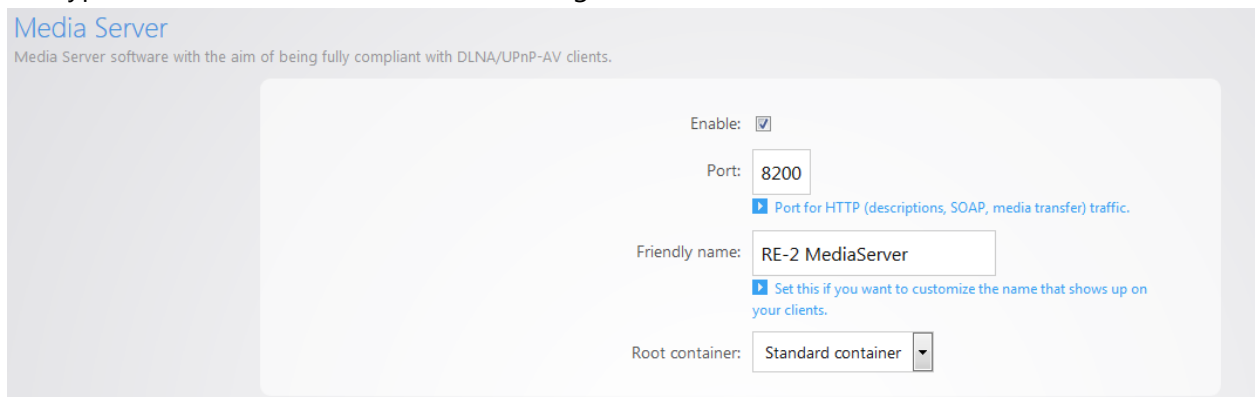 Media Server
Media Server software with the aim of being fully compliant with DLNA/UPnP-AV clients.
Enable:
Port: 8200
Port for HTTP (descriptions, SOAP, media transfer) traffic.
Friendly name: RE-2 MediaServer
Set this if you want to customize the name that shows up on
your clients.
Root container: Standard container